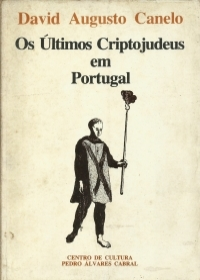 David Augusto Canelo
Os Últimos Criptojudeus
em
Portugal
CENTRO DE CULTURA
PEDRO ÁLVARES CABRAL